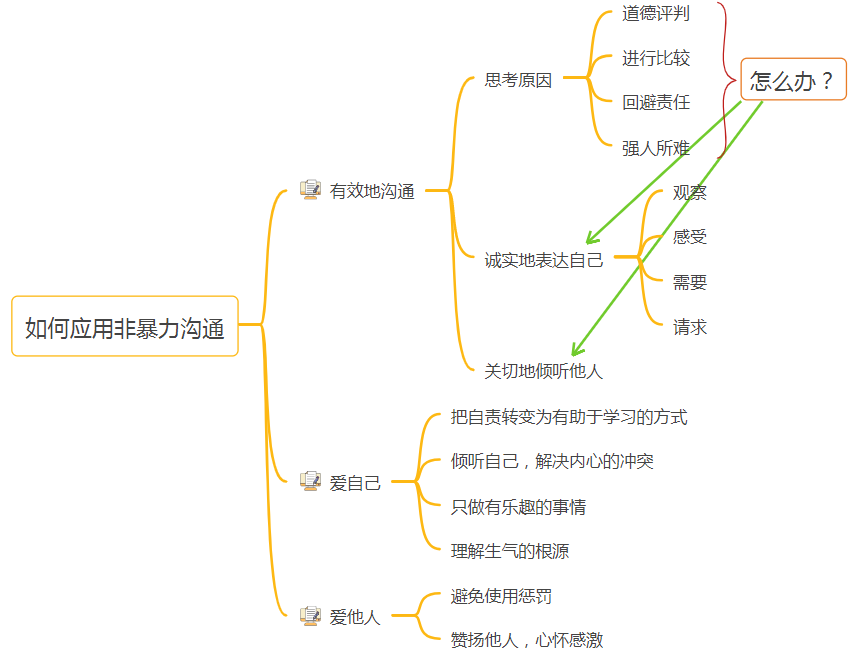 道德评判
进行比较
怎么办？
思考原因
回避责任
强人所难
有效地沟通
观察
感受
诚实地表达自己
需要
请求
如何应用非暴力沟通
关切地倾听他人
把自责转变为有助于学习的方式
倾听自己，解决内心的冲突
爱自己
只做有乐趣的事情
理解生气的根源
避免使用惩罚
爱他人
赞扬他人，心怀感激